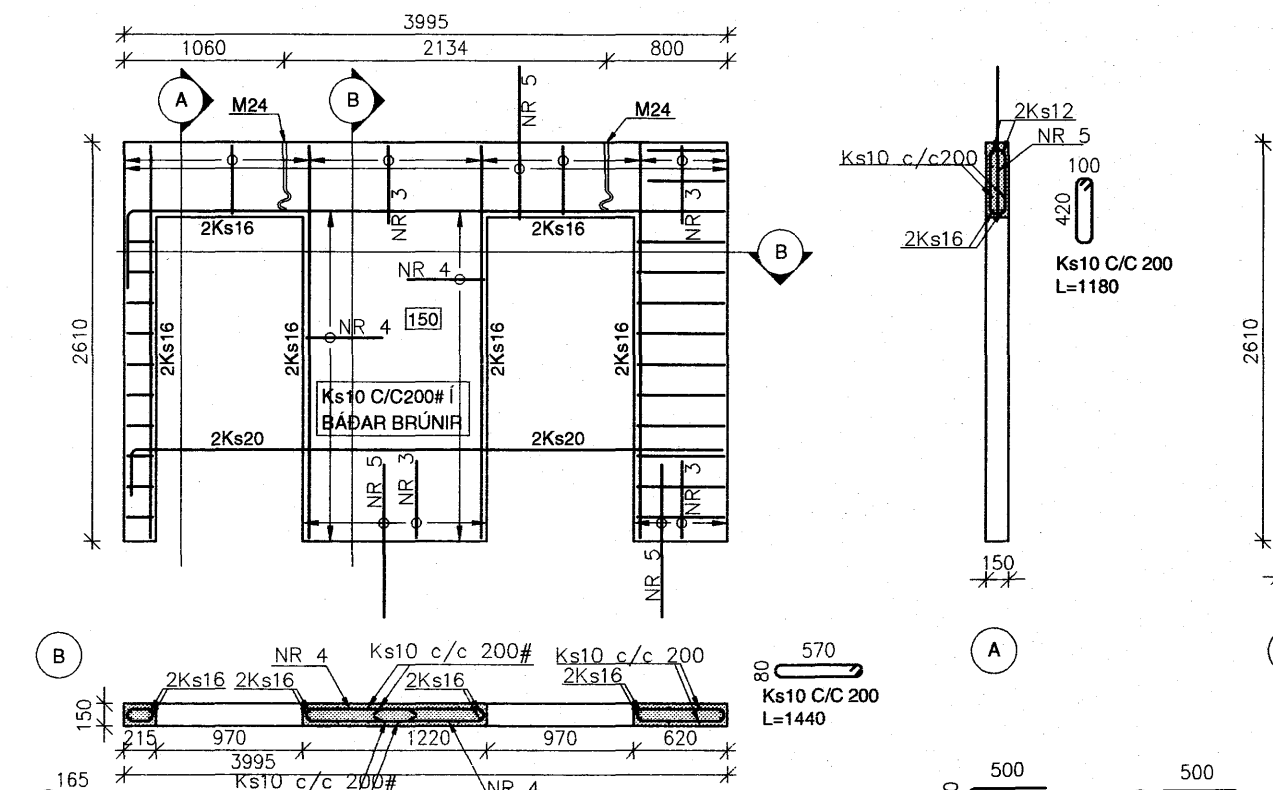 3995
1060 2134 800
A B
M24 M24
NR 5
2Ks12
NR 5
Ks10 c/c200
100
420
2Ks16
Ks10 C/C 200
L=1180
NR 3 NR 3
2Ks16 2Ks16
B
NR 4
150
NR 4
2610
2Ks16 2Ks16 2Ks16 2Ks16
2610
Ks10 C/C200# Í
BÁÐAR BRÚNIR
2Ks20 2Ks20
NR 5 NR 3 NR 3
NR 5
150
B
A
NR 4 Ks10 c/c 200# Ks10 c/c 200
570
80
2Ks16 2Ks16 2Ks16 2Ks16
Ks10 C/C 200
L=1440
150
215 970 1220 970 620
3995
165 Ks10 c/c 200# NR 4
500 500